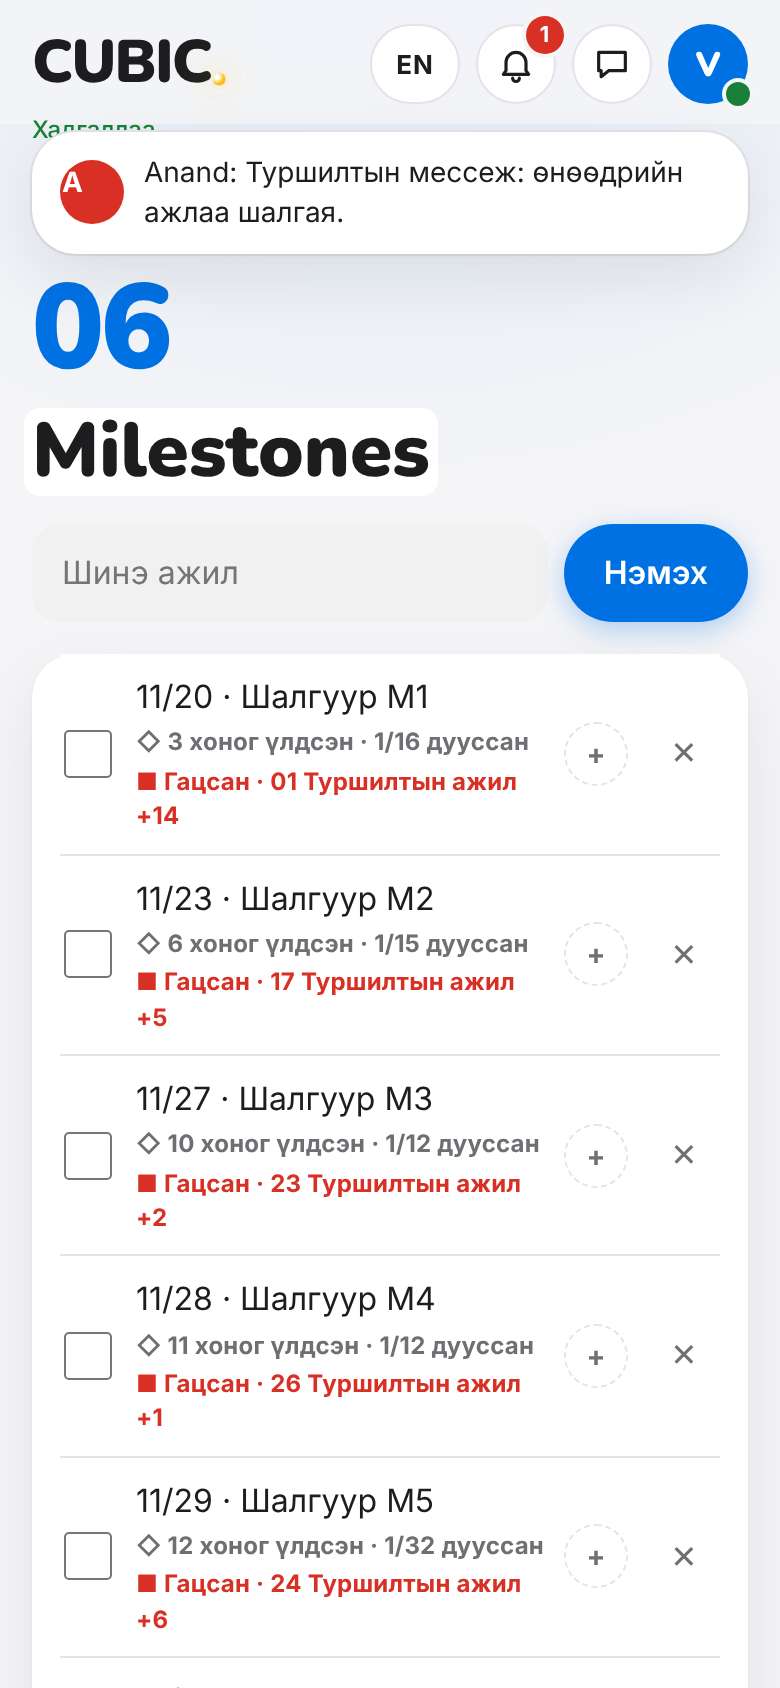 CUBIC.
EN
1
V
Хадгаллаа
A
Anand: Туршилтын мессеж: өнөөдрийн
ажлаа шалгая.
06
Milestones
Шинэ ажил
Нэмэх
11/20 · Шалгуур M1
◇ 3 хоног үлдсэн · 1/16 дууссан
■ Гацсан · 01 Туршилтын ажил
+14
+
×
11/23 · Шалгуур M2
◇ 6 хоног үлдсэн · 1/15 дууссан
■ Гацсан · 17 Туршилтын ажил
+5
+
×
11/27 · Шалгуур M3
◇ 10 хоног үлдсэн · 1/12 дууссан
■ Гацсан · 23 Туршилтын ажил
+2
+
×
11/28 · Шалгуур M4
◇ 11 хоног үлдсэн · 1/12 дууссан
■ Гацсан · 26 Туршилтын ажил
+1
+
×
11/29 · Шалгуур M5
◇ 12 хоног үлдсэн · 1/32 дууссан
■ Гацсан · 24 Туршилтын ажил
+6
+
×